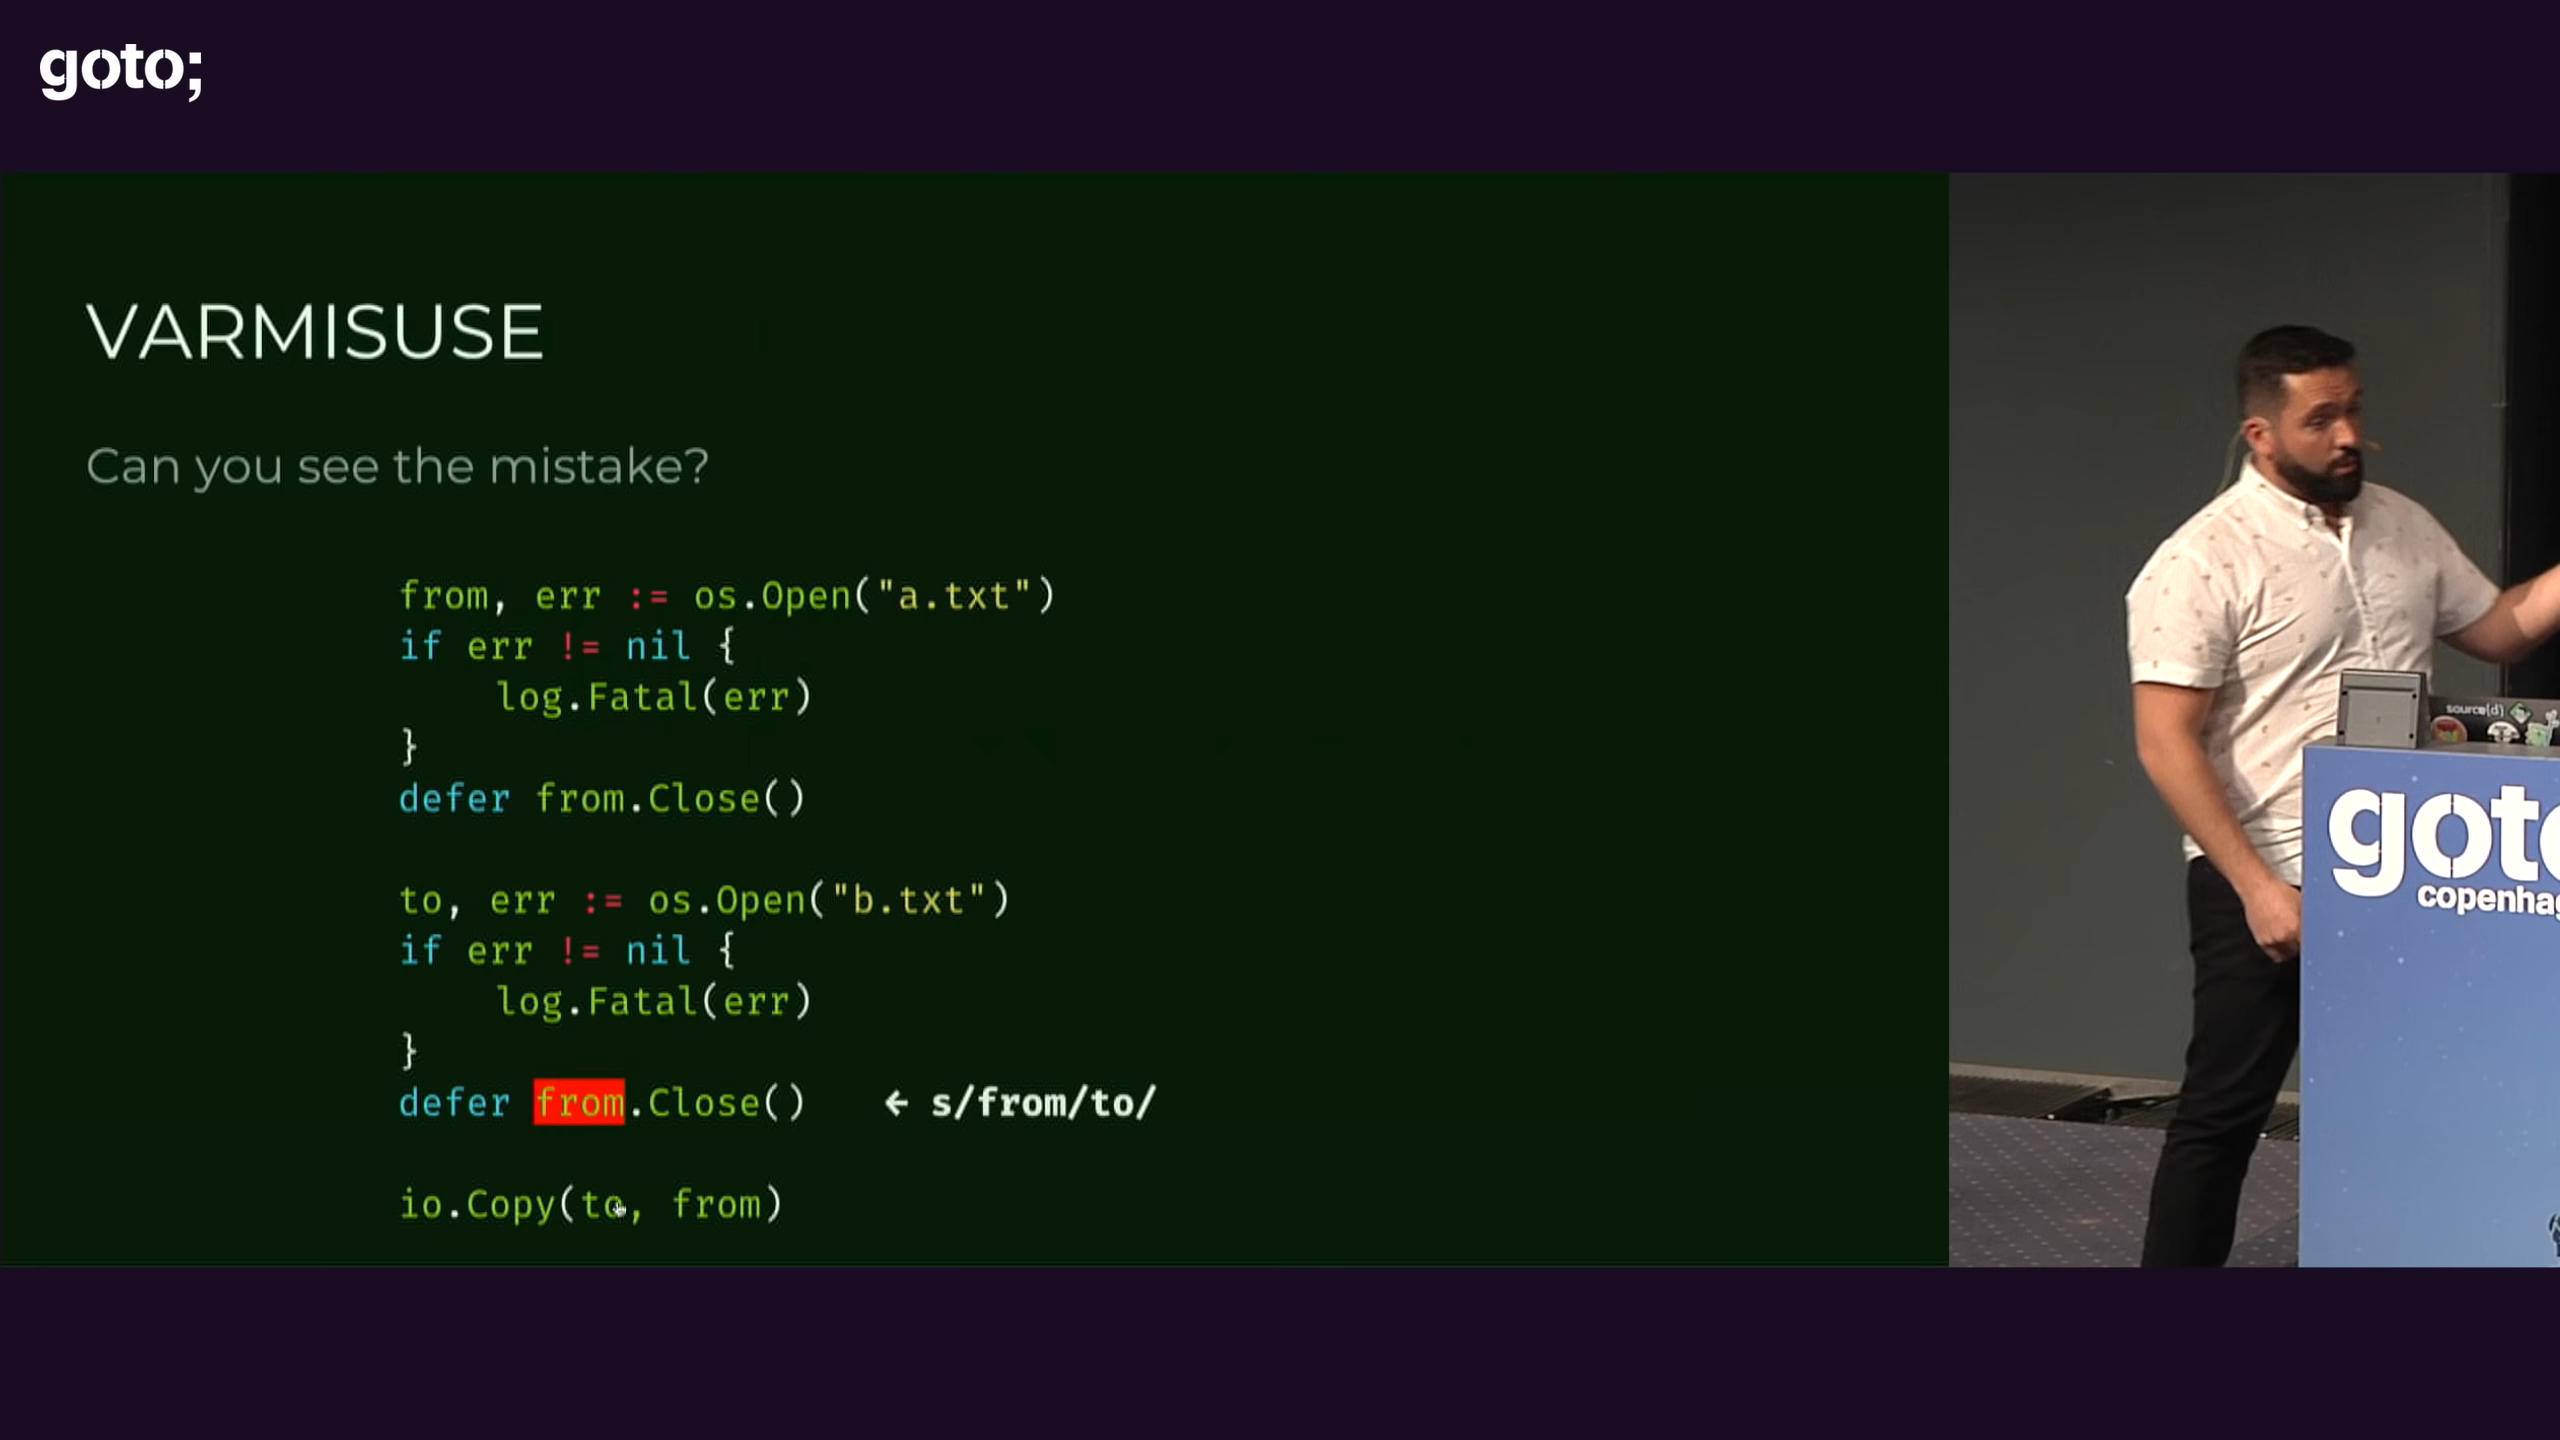 goto;
VARMISUSE
Can you see the mistake?
from, err := os.Open("a.txt")
if err != nil {
    log.Fatal(err)
}
defer from.Close()
to, err := os.Open("b.txt")
if err != nil {
    log.Fatal(err)
}
defer from.Close() ← s/from/to/
io.Copy(to, from)
source{d}
goto
copenhag